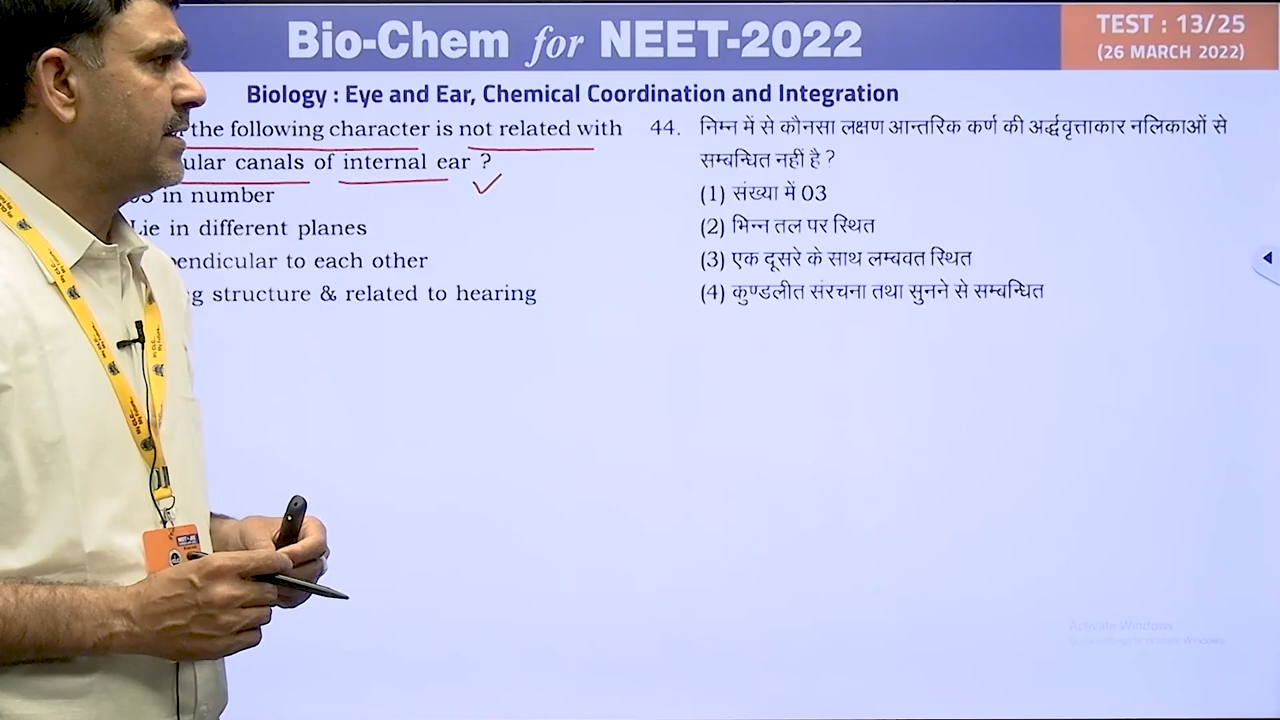 Bio-Chem for NEET-2022
TEST : 13/25
(26 MARCH 2022)
Biology : Eye and Ear, Chemical Coordination and Integration
the following character is not related with
canals of internal ear ?
in number
Lie in different planes
to each other
structure & related to hearing
44. निम्न में से कौनसा लक्षण आन्तरिक कर्ण की अर्द्धवृत्ताकार नलिकाओं से
सम्बन्धित नहीं है ?
(1) संख्या में 03
(2) भिन्न तल पर स्थित
(3) एक दूसरे के साथ लम्बवत स्थित
(4) कुण्डलीत संरचना तथा सुनने से सम्बन्धित
Activate Windows